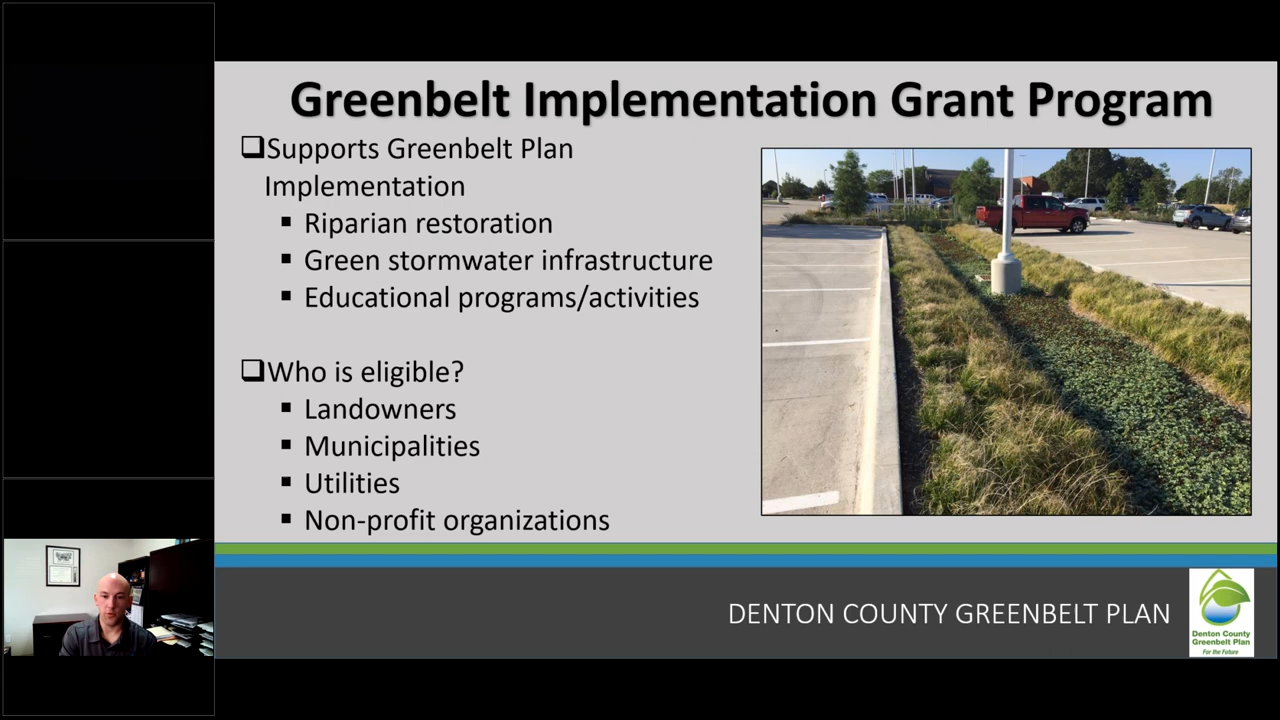 Greenbelt Implementation Grant Program
Supports Greenbelt Plan
Implementation
Riparian restoration
Green stormwater infrastructure
Educational programs/activities
Who is eligible?
Landowners
Municipalities
Utilities
Non-profit organizations
DENTON COUNTY GREENBELT PLAN
Denton County
Greenbelt Plan
For the Future